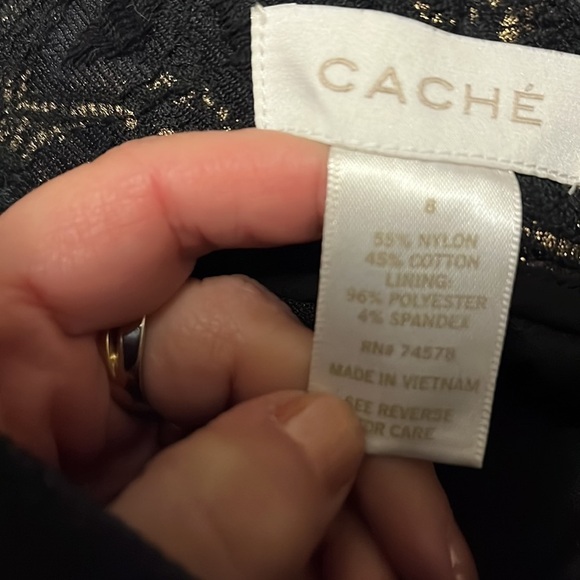 CACHÉ
8
55% NYLON
45% COTTON
LINING:
96% POLYESTER
4% SPANDEX
RN# 74578
MADE IN VIETNAM
SEE REVERSE
FOR CARE